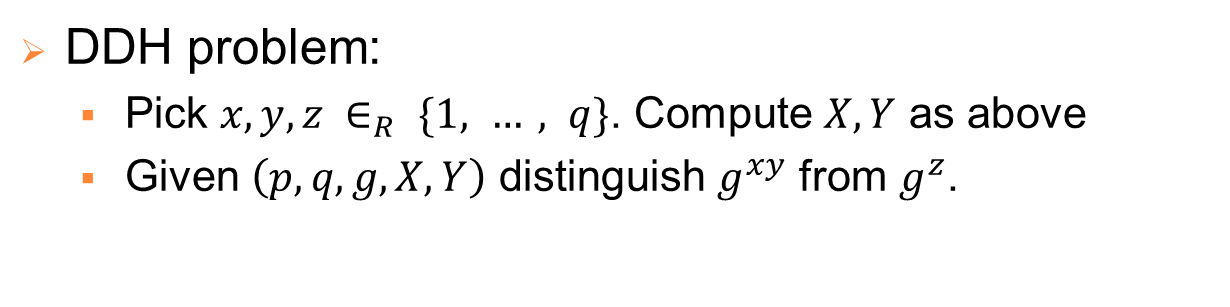 ➢ DDH problem:
▪ Pick x, y, z ∈_R {1, … , q}. Compute X, Y as above
▪ Given (p, q, g, X, Y) distinguish g^{xy} from g^z.